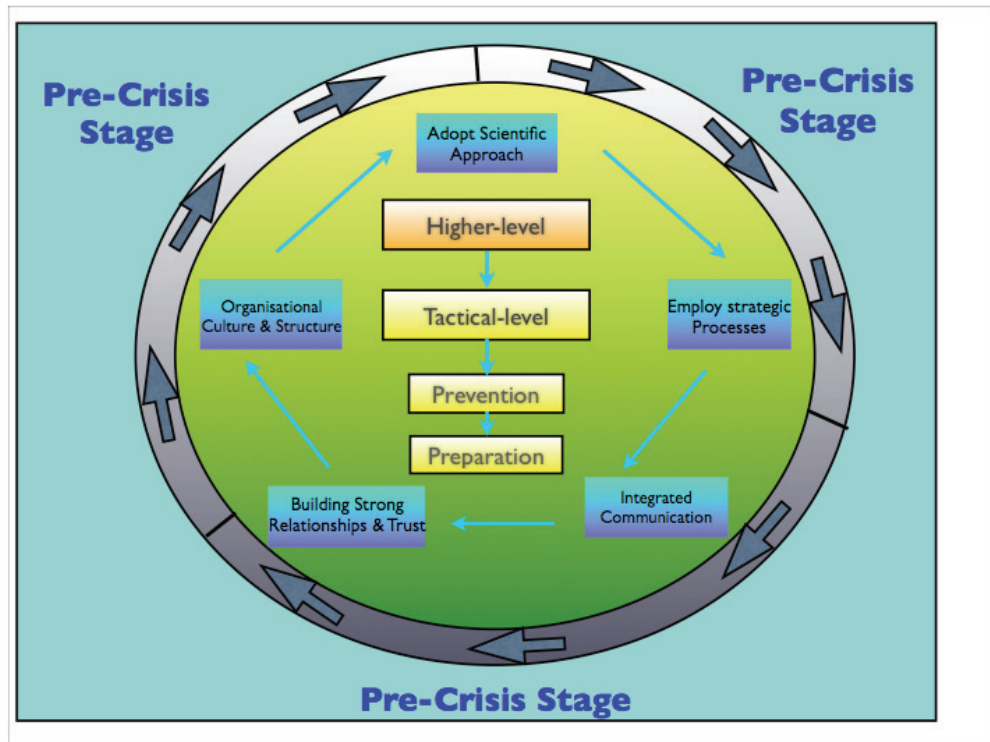 Pre-Crisis
Stage
Pre-Crisis
Stage
Adopt Scientific
Approach
Higher-level
Organisational
Culture & Structure
Tactical-level
Employ strategic
Processes
Prevention
Preparation
Building Strong
Relationships & Trust
Integrated
Communication
Pre-Crisis Stage